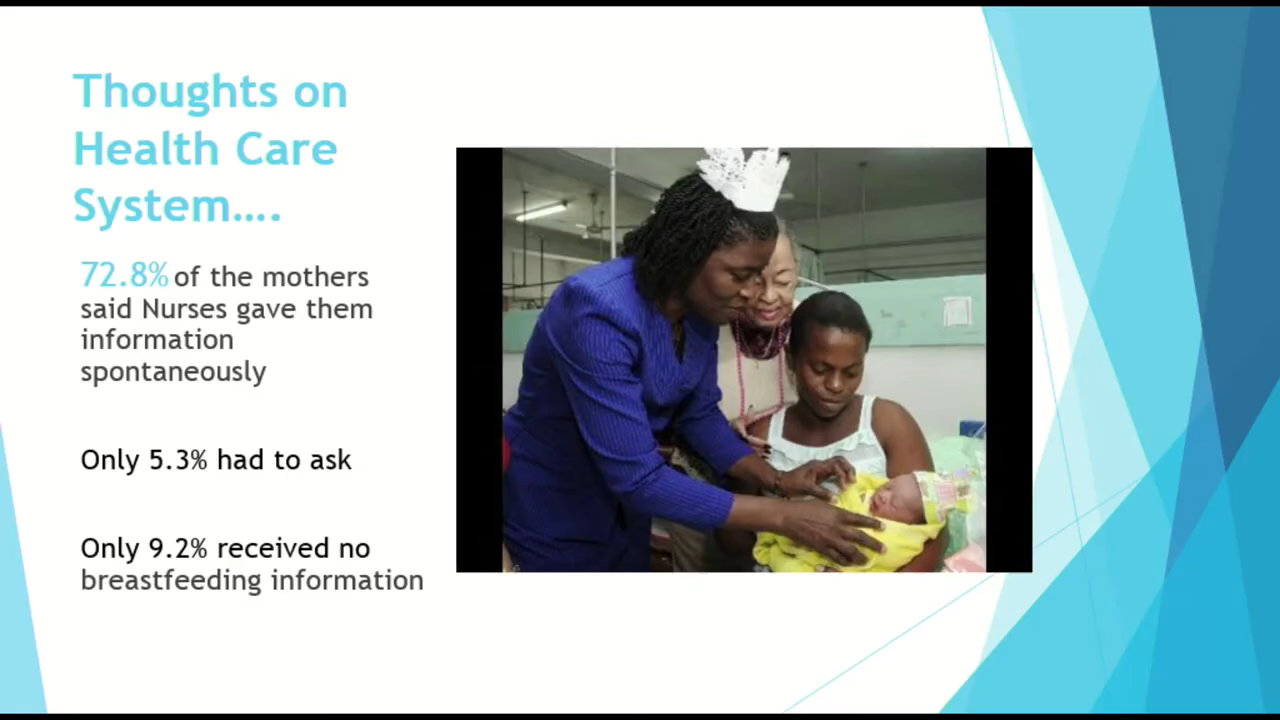 Thoughts on
Health Care
System....
72.8% of the mothers
said Nurses gave them
information
spontaneously
Only 5.3% had to ask
Only 9.2% received no
breastfeeding information